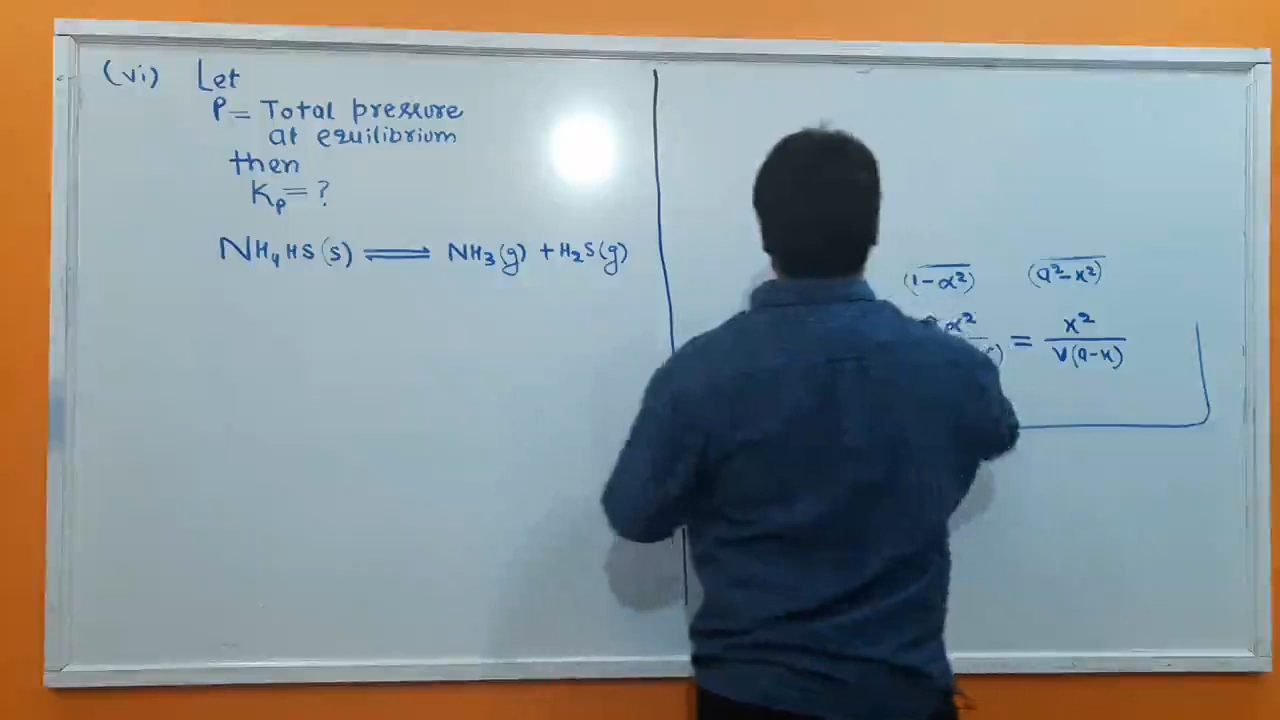 (vi) Let
P = Total pressure
at equilibrium
then
Kp = ?
NH4HS(s) ⇌ NH3(g) + H2S(g)
(1-α²) (a²-x²)
α² = x² / V(a-x)